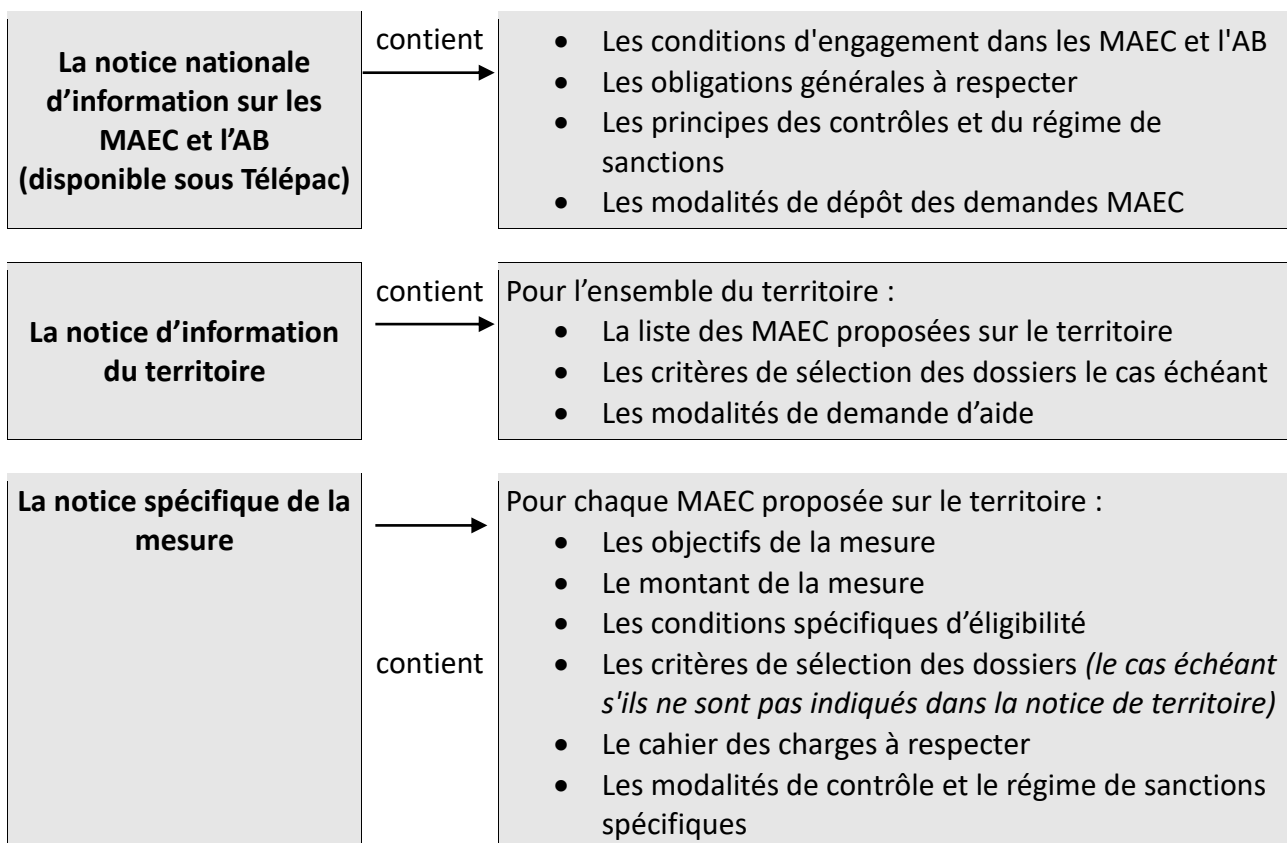 La notice nationale
d’information sur les
MAEC et l’AB
(disponible sous Télépac)
contient
• Les conditions d'engagement dans les MAEC et l'AB
• Les obligations générales à respecter
• Les principes des contrôles et du régime de
sanctions
• Les modalités de dépôt des demandes MAEC
La notice d’information
du territoire
contient
Pour l’ensemble du territoire :
• La liste des MAEC proposées sur le territoire
• Les critères de sélection des dossiers le cas échéant
• Les modalités de demande d’aide
La notice spécifique de la
mesure
contient
Pour chaque MAEC proposée sur le territoire :
• Les objectifs de la mesure
• Le montant de la mesure
• Les conditions spécifiques d’éligibilité
• Les critères de sélection des dossiers (le cas échéant
s'ils ne sont pas indiqués dans la notice de territoire)
• Le cahier des charges à respecter
• Les modalités de contrôle et le régime de sanctions
spécifiques